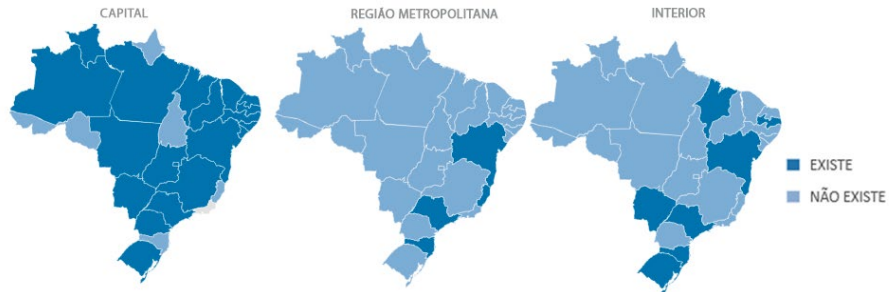 CAPITAL
REGIÃO METROPOLITANA
INTERIOR
EXISTE
NÃO EXISTE